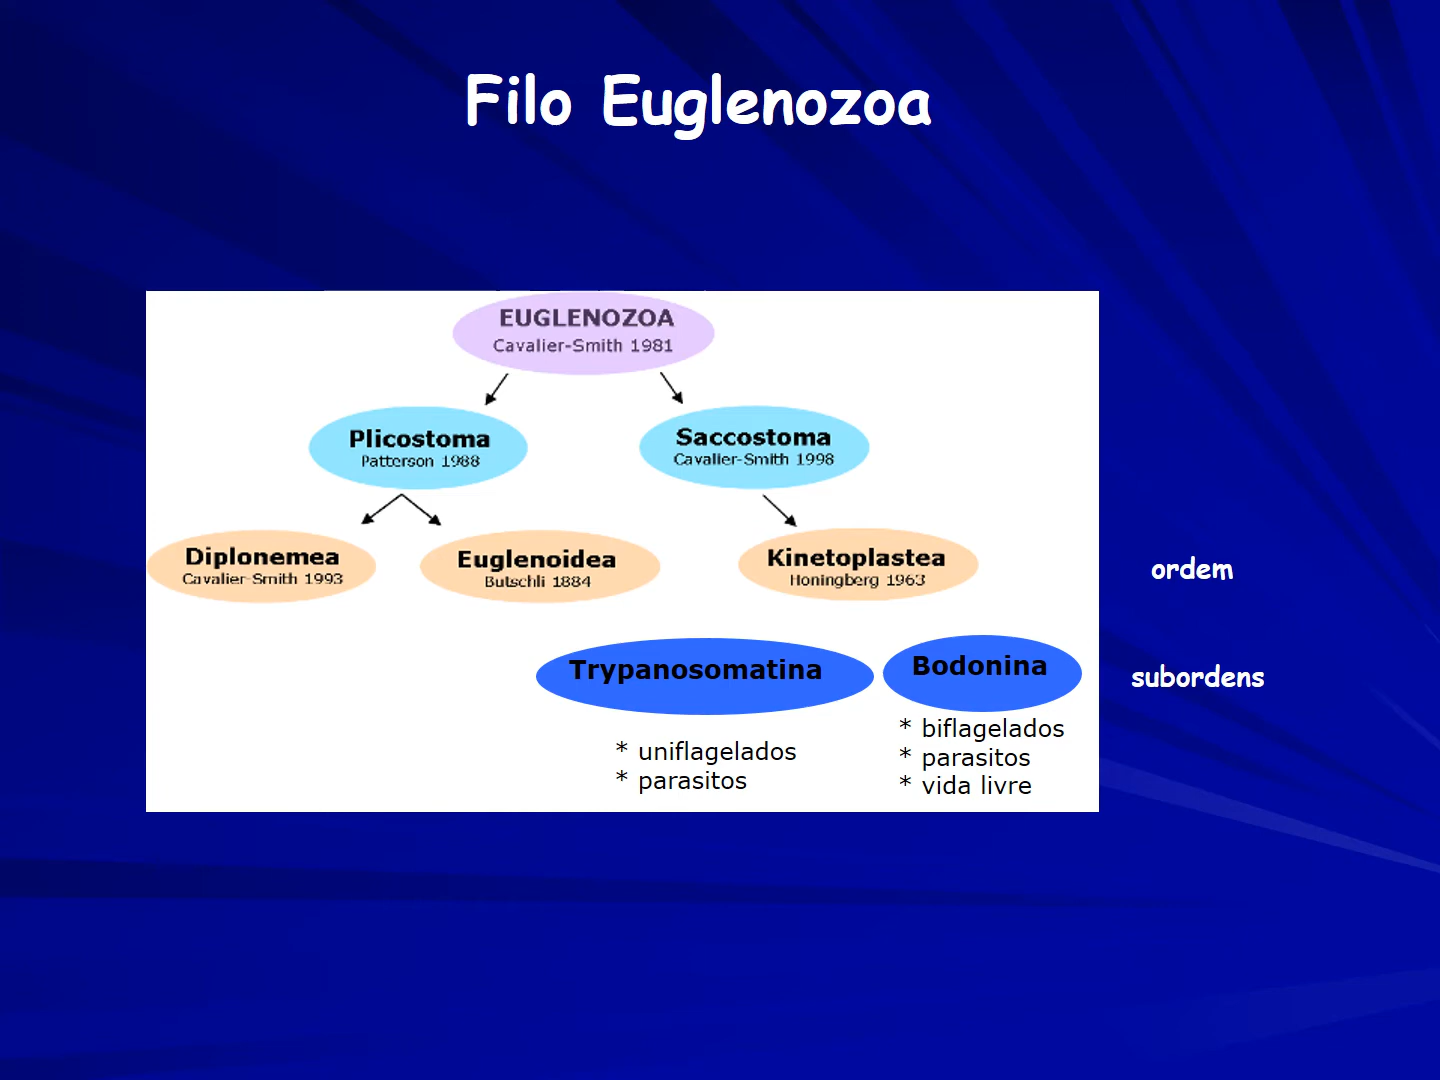 Filo Euglenozoa
EUGLENOZOA
Cavalier-Smith 1981
Plicostoma
Patterson 1988
Saccostoma
Cavalier-Smith 1998
Diplonemea
Cavalier-Smith 1993
Euglenoidea
Butschli 1884
Kinetoplastea
Honingberg 1963
ordem
Trypanosomatina
Bodonina
subordens
* uniflagelados
* parasitos
* biflagelados
* parasitos
* vida livre